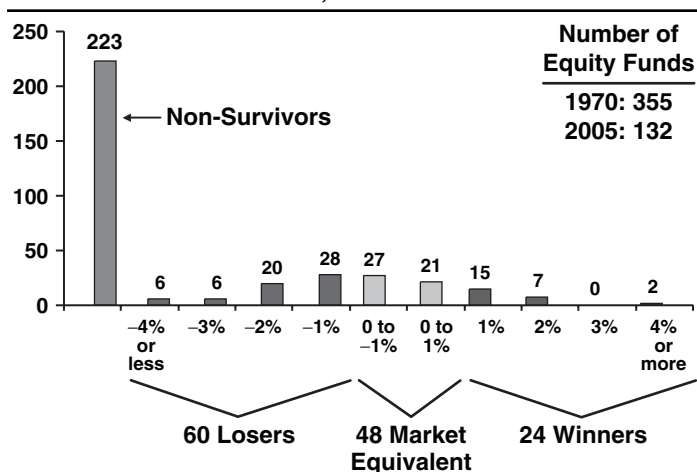 250
200
150
100
50
0
223
Non-Survivors
Number of
Equity Funds
1970: 355
2005: 132
6
6
20
28
27
21
15
7
0
2
–4%
or
less
–3%
–2%
–1%
0 to
–1%
0 to
1%
1%
2%
3%
4%
or
more
60 Losers
48 Market
Equivalent
24 Winners